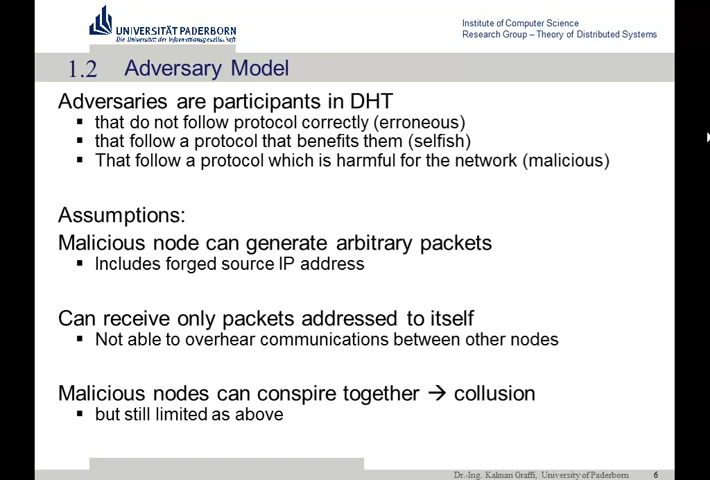 UNIVERSITÄT PADERBORN
Die Universität der Informationsgesellschaft
Institute of Computer Science
Research Group – Theory of Distributed Systems
1.2 Adversary Model
Adversaries are participants in DHT
▪ that do not follow protocol correctly (erroneous)
▪ that follow a protocol that benefits them (selfish)
▪ That follow a protocol which is harmful for the network (malicious)
Assumptions:
Malicious node can generate arbitrary packets
▪ Includes forged source IP address
Can receive only packets addressed to itself
▪ Not able to overhear communications between other nodes
Malicious nodes can conspire together → collusion
▪ but still limited as above
Dr.-Ing. Kalman Graffi, University of Paderborn 6